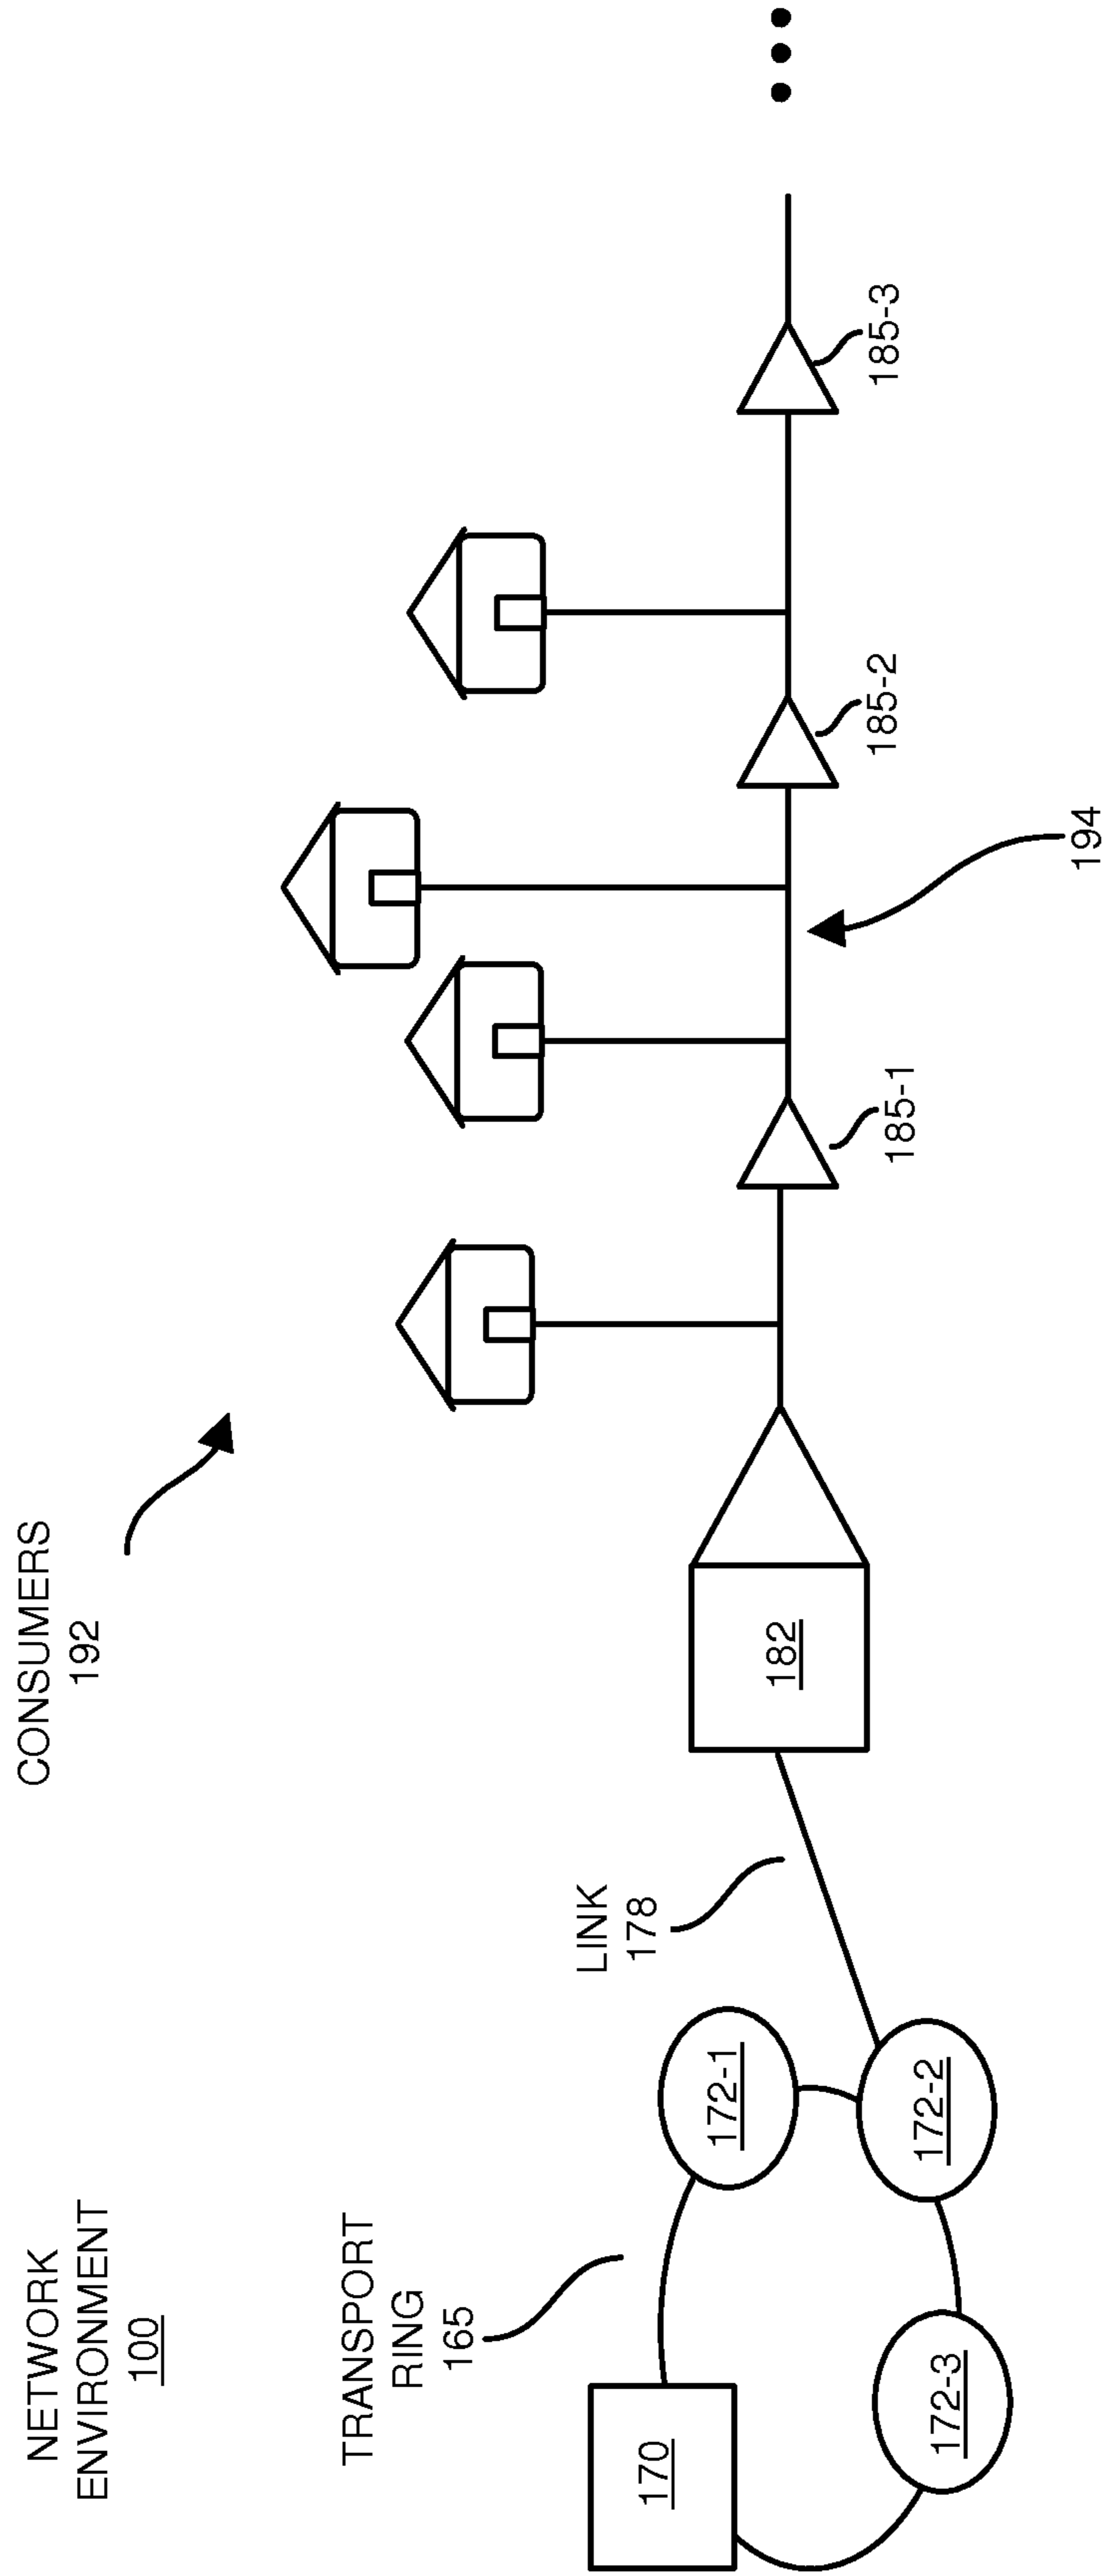 NETWORK
ENVIRONMENT
100
CONSUMERS
192
TRANSPORT
RING
165
LINK
178
170
172-1
172-2
172-3
182
185-1
185-2
185-3
194